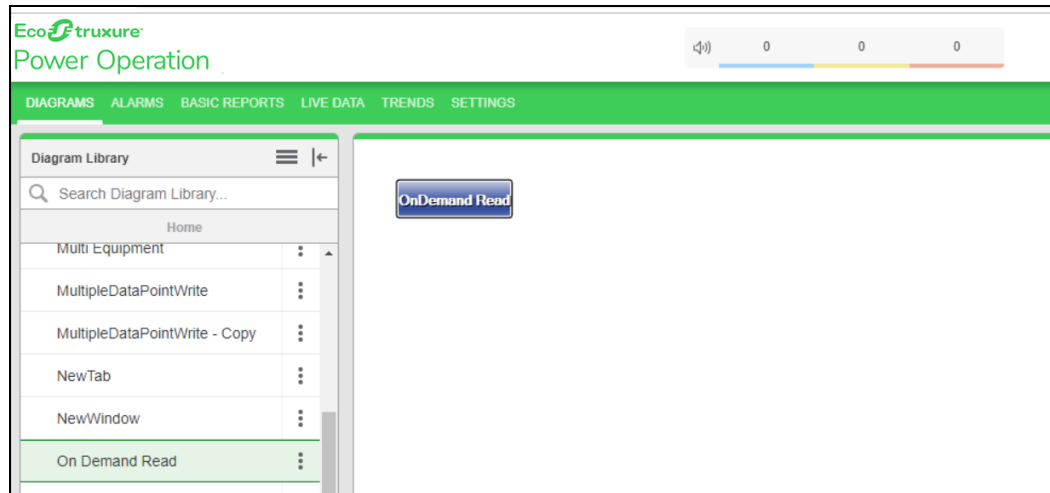 EcoStruxure
Power Operation
0 0 0
DIAGRAMS ALARMS BASIC REPORTS LIVE DATA TRENDS SETTINGS
Diagram Library
Search Diagram Library...
Home
Multi Equipment
MultipleDataPointWrite
MultipleDataPointWrite - Copy
NewTab
NewWindow
On Demand Read
OnDemand Read